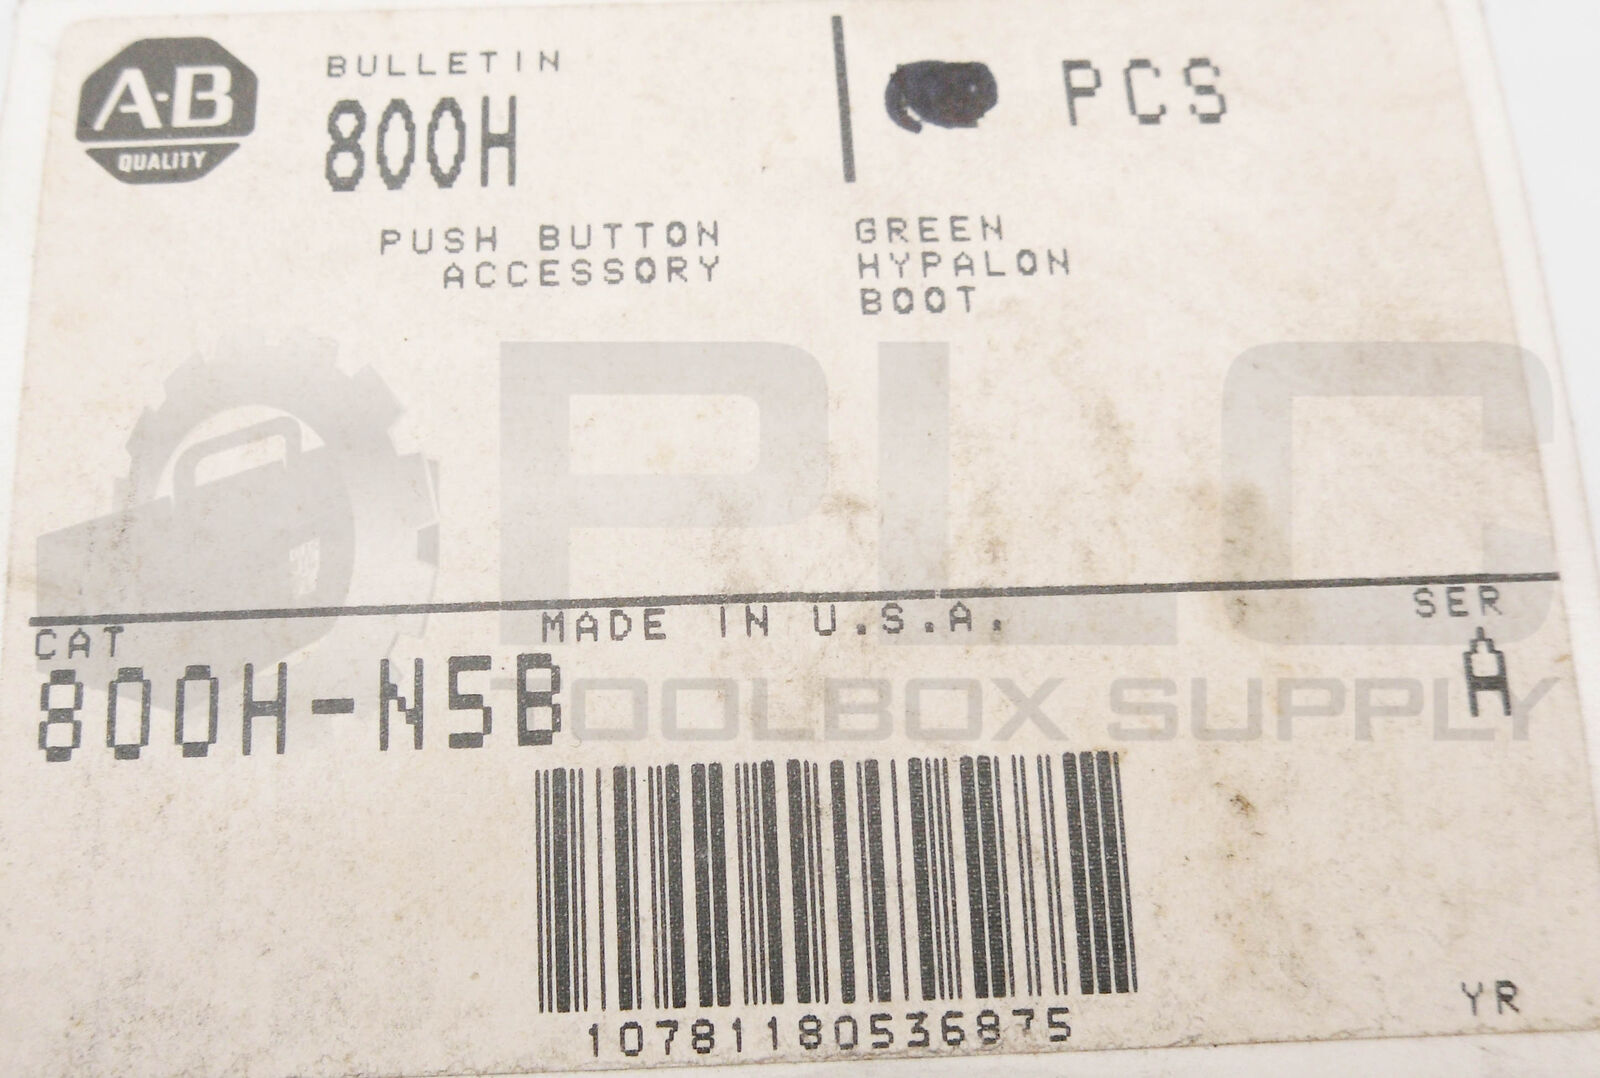 A-B
QUALITY
BULLETIN
800H
PCS
PUSH BUTTON
ACCESSORY
GREEN
HYPALON
BOOT
PLC
TOOLBOX SUPPLY
MADE IN U.S.A.
CAT
800H-N5B
SER
A
10781180536875
YR